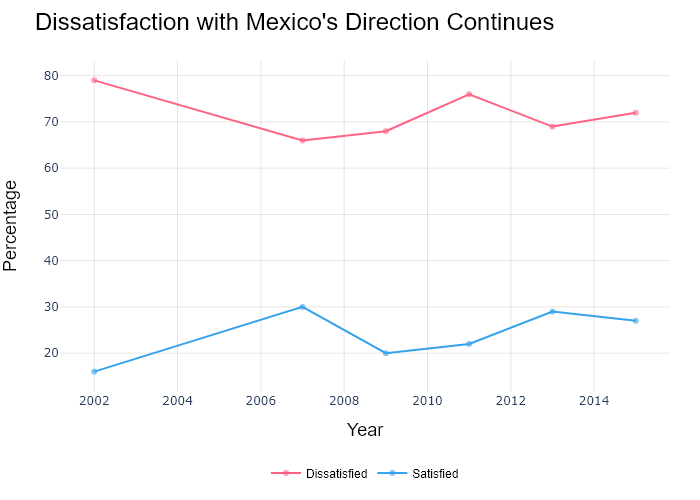 Dissatisfaction with Mexico's Direction Continues
80
70
60
50
40
30
20
Percentage
2002 2004 2006 2008 2010 2012 2014
Year
Dissatisfied Satisfied